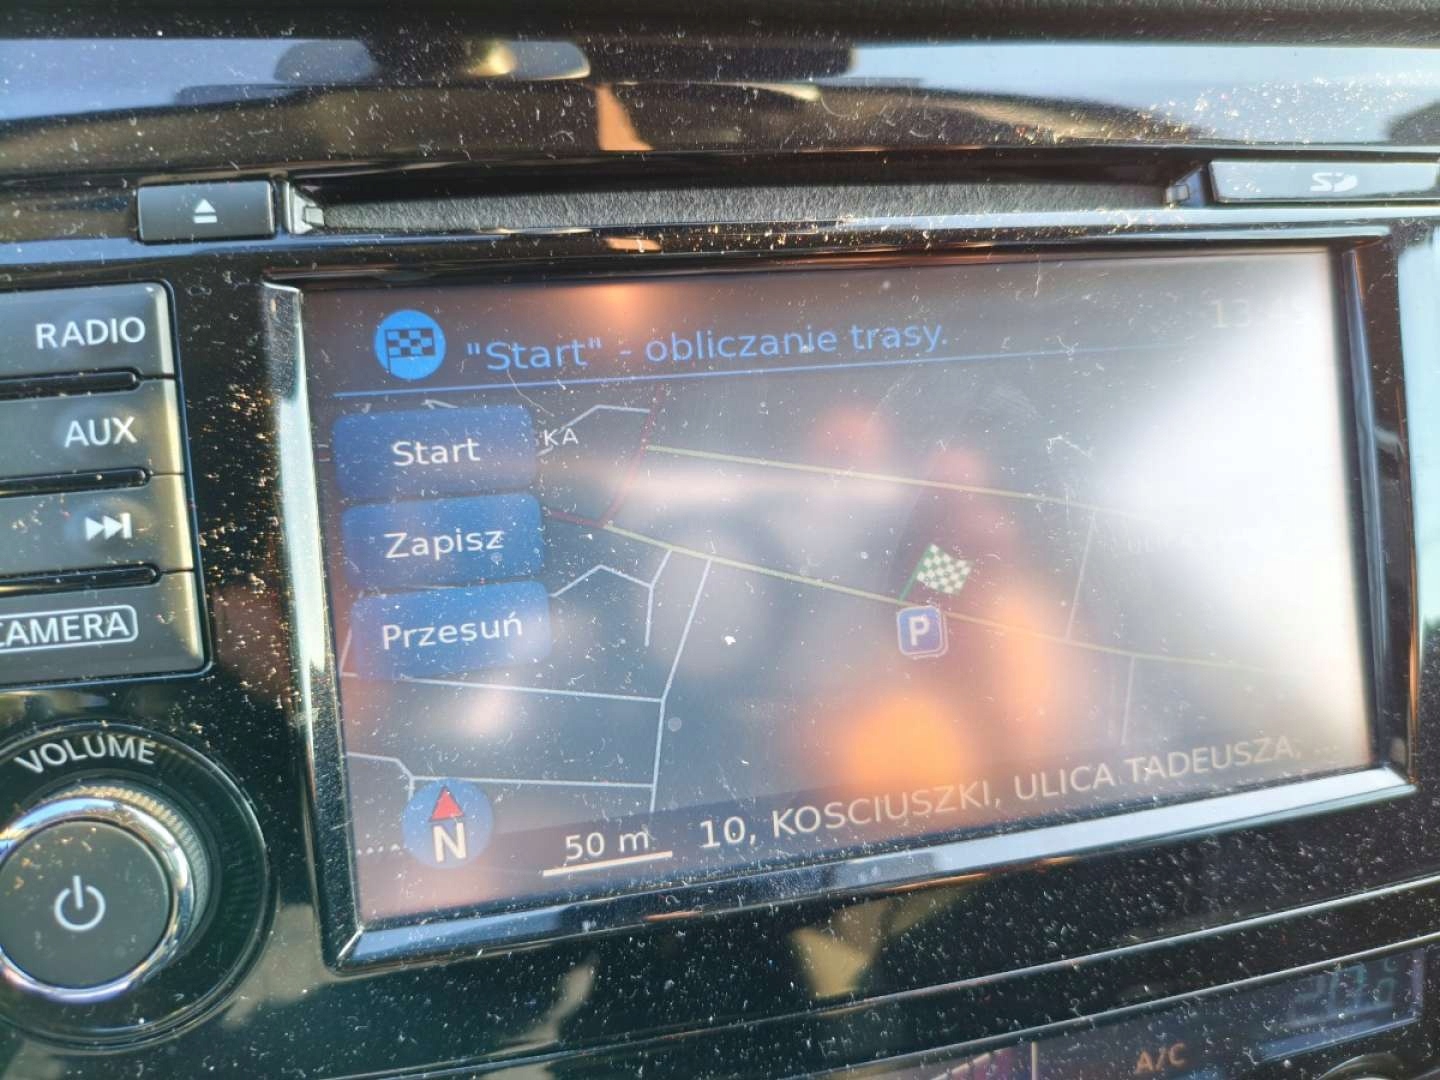 SD
RADIO
AUX
CAMERA
VOLUME
"Start" - obliczanie trasy.
Start
KA
Zapisz
Przesuń
P
N
50 m
10, KOSCIUSZKI, ULICA TADEUSZA, ...
A/C